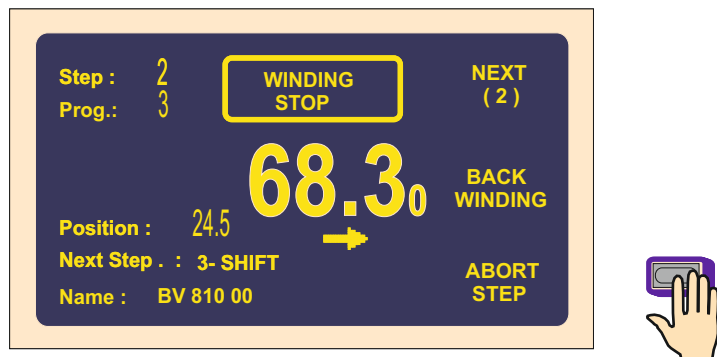 Step : 2
Prog.: 3
WINDING
STOP
NEXT
( 2 )
68.30
BACK
WINDING
Position : 24.5
Next Step . : 3- SHIFT
Name : BV 810 00
ABORT
STEP